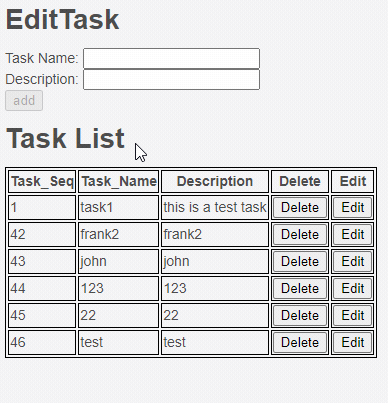 EditTask
Task Name:
Description:
add
Task List
Task_Seq Task_Name Description Delete Edit
1 task1 this is a test task Delete Edit
42 frank2 frank2 Delete Edit
43 john john Delete Edit
44 123 123 Delete Edit
45 22 22 Delete Edit
46 test test Delete Edit